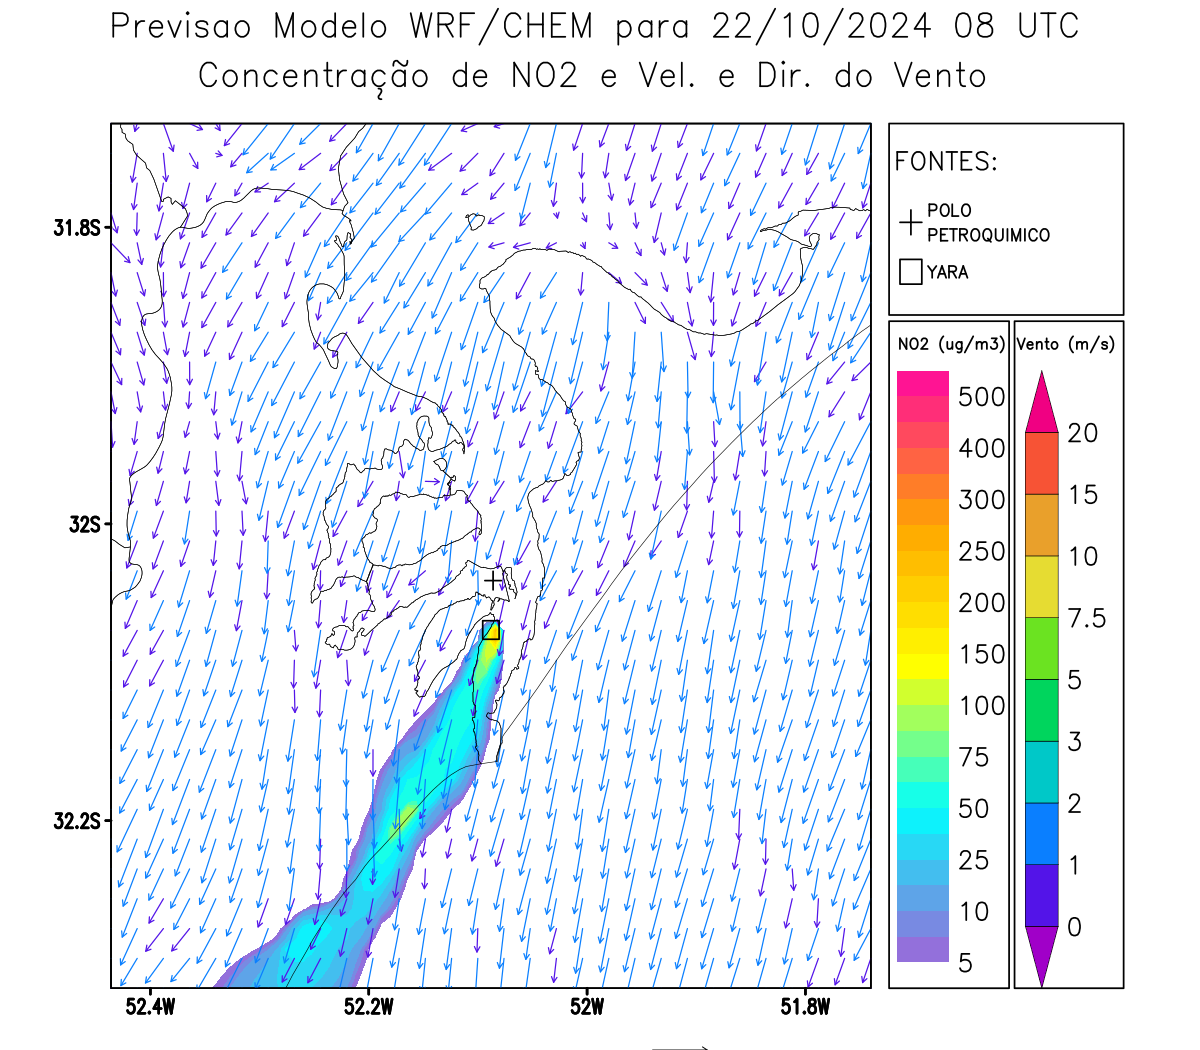 Previsao Modelo WRF/CHEM para 22/10/2024 08 UTC
Concentração de NO2 e Vel. e Dir. do Vento
FONTES:
POLO
PETROQUIMICO
YARA
NO2 (ug/m3)
500
400
300
250
200
150
100
75
50
25
10
5
Vento (m/s)
20
15
10
7.5
5
3
2
1
0
31.8S
32S
32.2S
52.4W
52.2W
52W
51.8W